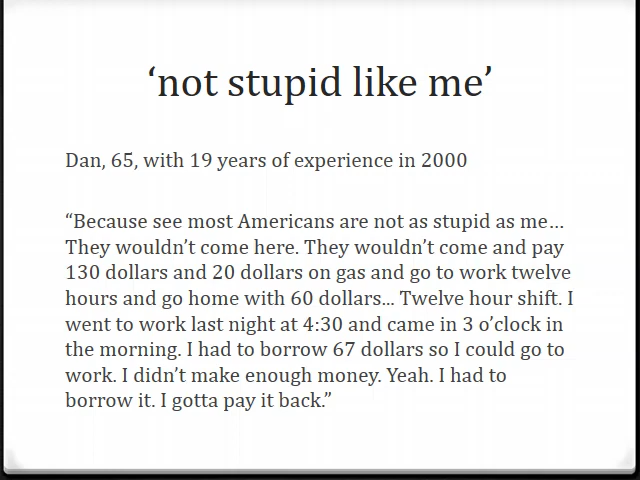 ‘not stupid like me’
Dan, 65, with 19 years of experience in 2000
“Because see most Americans are not as stupid as me…
They wouldn’t come here. They wouldn’t come and pay
130 dollars and 20 dollars on gas and go to work twelve
hours and go home with 60 dollars... Twelve hour shift. I
went to work last night at 4:30 and came in 3 o’clock in
the morning. I had to borrow 67 dollars so I could go to
work. I didn’t make enough money. Yeah. I had to
borrow it. I gotta pay it back.”